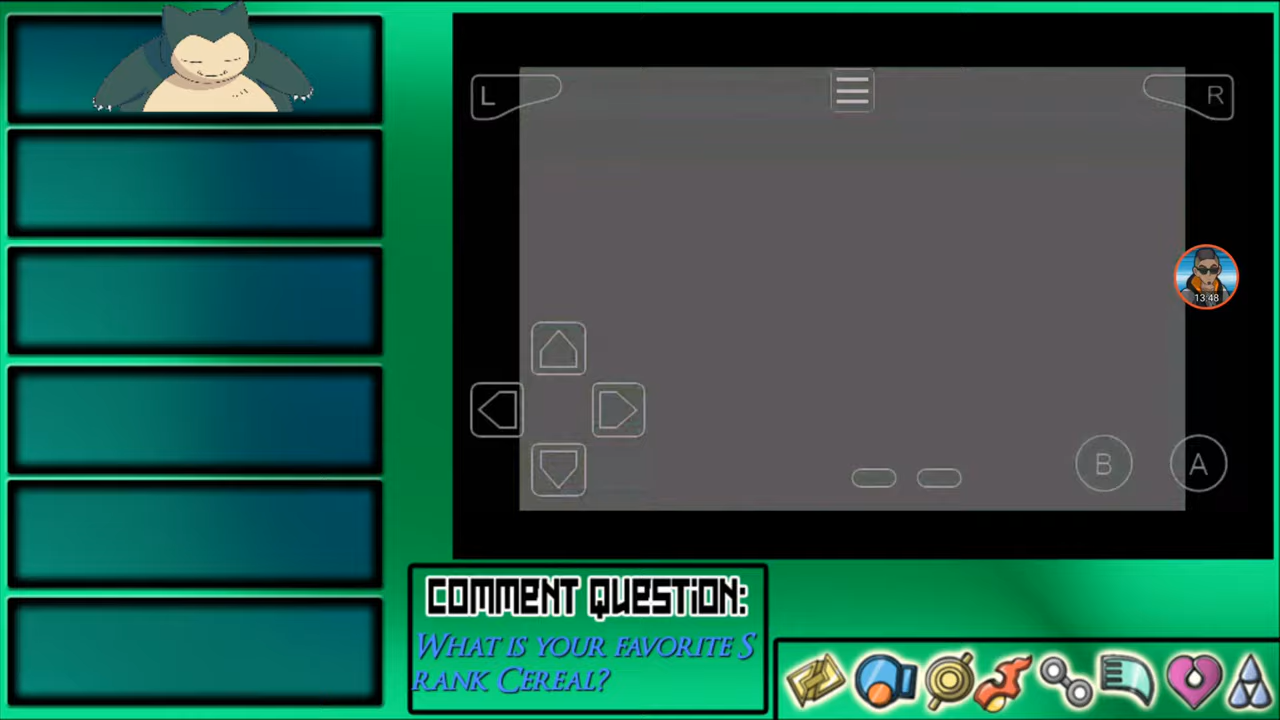 L
R
13:48
B
A
COMMENT QUESTION:
WHAT IS YOUR FAVORITE S
RANK CEREAL?